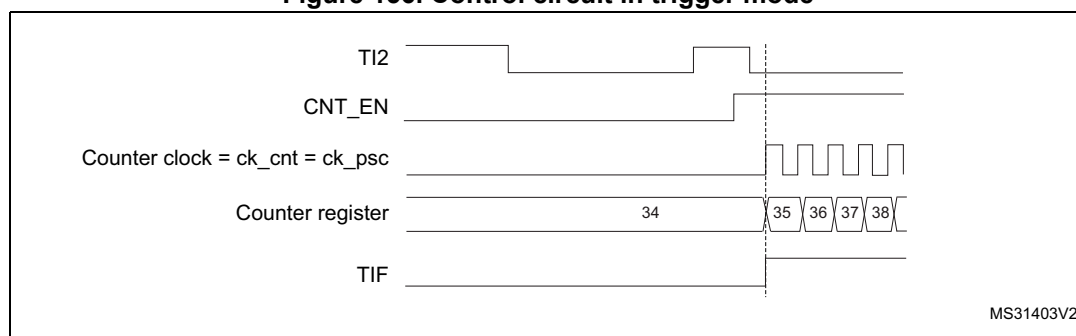 Figure Control circuit in trigger mode
TI2
CNT_EN
Counter clock = ck_cnt = ck_psc
Counter register 34 35 36 37 38
TIF
MS31403V2